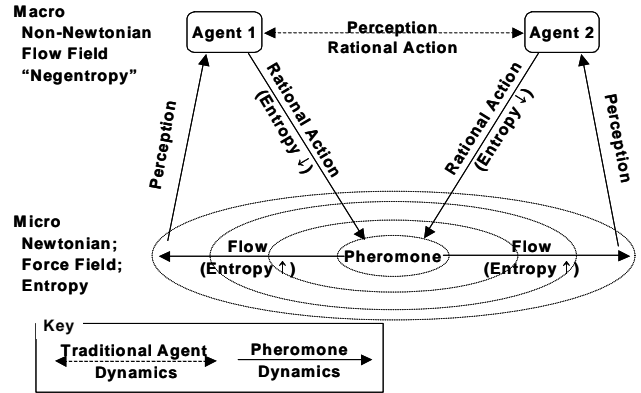 Macro
Non-Newtonian
Flow Field
“Negentropy”
Agent 1
Perception
Rational Action
Agent 2
Perception
Rational Action
(Entropy ↓)
Rational Action
(Entropy ↓)
Perception
Micro
Newtonian;
Force Field;
Entropy
Flow
(Entropy ↑)
Pheromone
Flow
(Entropy ↑)
Key
Traditional Agent
Dynamics
Pheromone
Dynamics